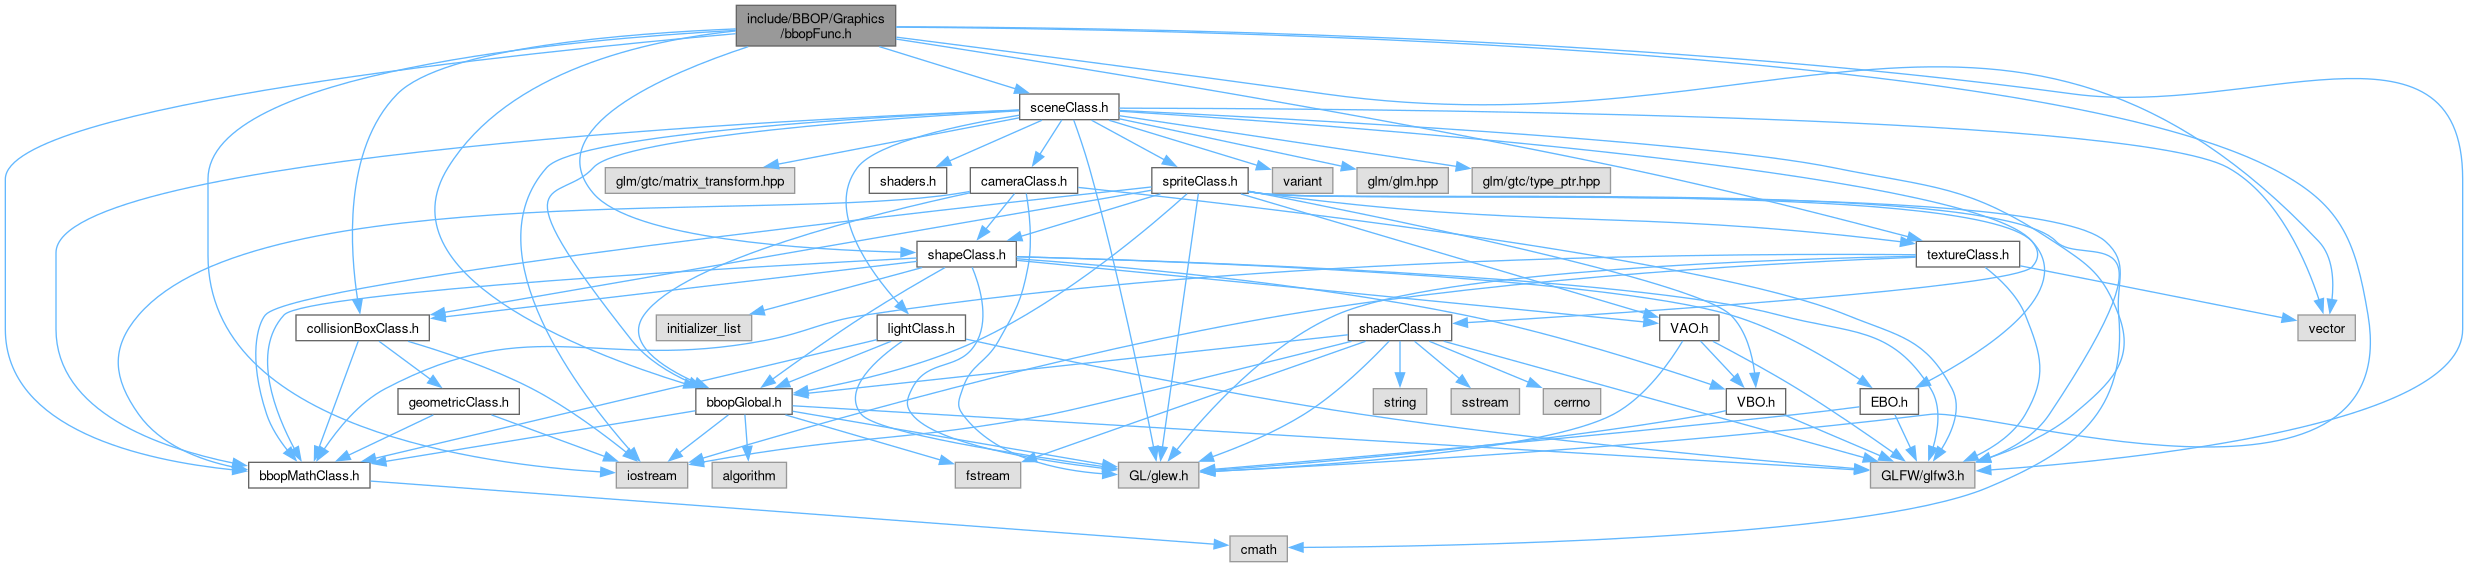 include/BBOP/Graphics
/bbopFunc.h
sceneClass.h
glm/gtc/matrix_transform.hpp
shaders.h
cameraClass.h
spriteClass.h
variant
glm/glm.hpp
glm/gtc/type_ptr.hpp
shapeClass.h
textureClass.h
collisionBoxClass.h
initializer_list
lightClass.h
shaderClass.h
VAO.h
vector
geometricClass.h
bbopGlobal.h
string
sstream
cerrno
VBO.h
EBO.h
bbopMathClass.h
iostream
algorithm
fstream
GL/glew.h
GLFW/glfw3.h
cmath